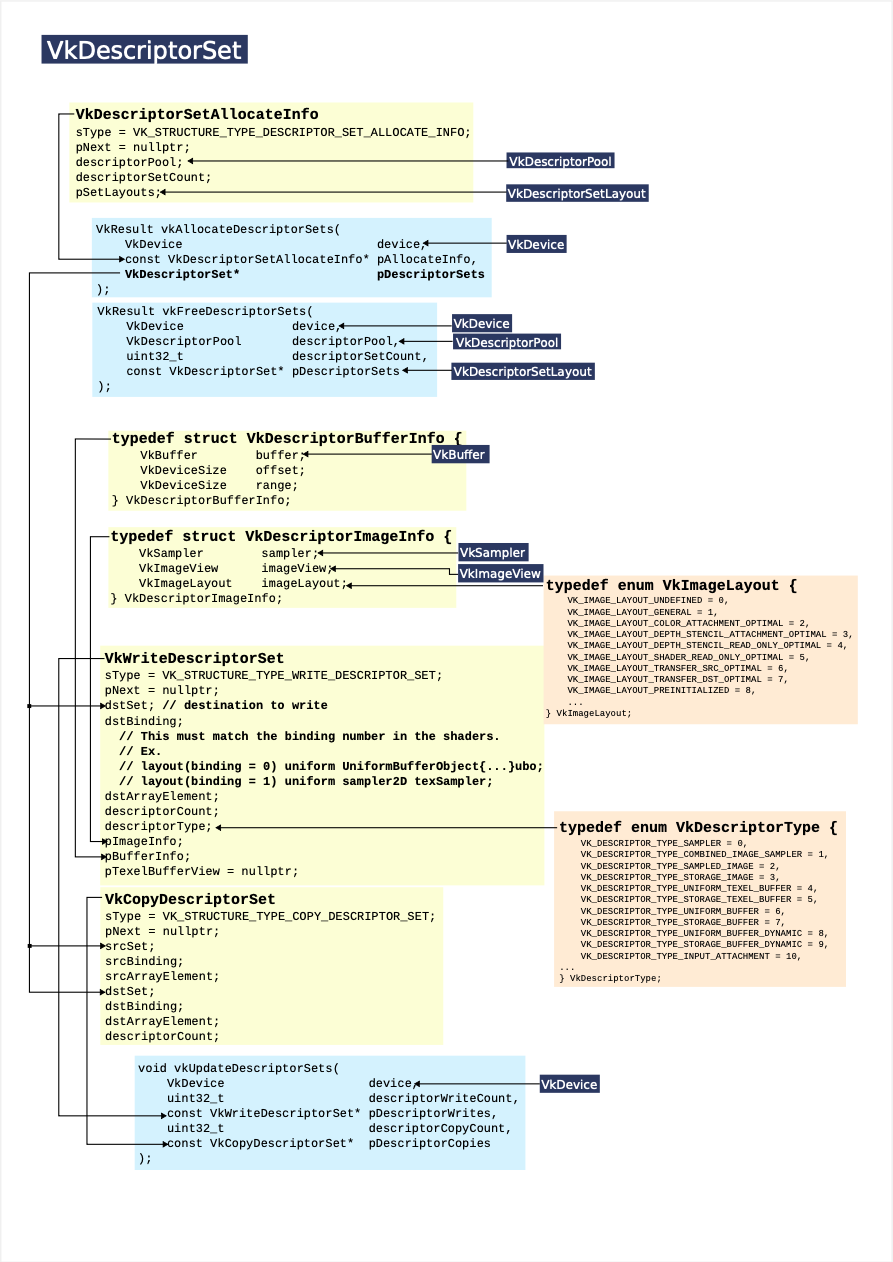 VkDescriptorSet
VkDescriptorSetAllocateInfo
sType = VK_STRUCTURE_TYPE_DESCRIPTOR_SET_ALLOCATE_INFO;
pNext = nullptr;
descriptorPool;
VkDescriptorPool
descriptorSetCount;
pSetLayouts;
VkDescriptorSetLayout
VkResult vkAllocateDescriptorSets(
VkDevice device,
VkDevice
const VkDescriptorSetAllocateInfo* pAllocateInfo,
VkDescriptorSet* pDescriptorSets
);
VkResult vkFreeDescriptorSets(
VkDevice device,
VkDevice
VkDescriptorPool descriptorPool,
VkDescriptorPool
uint32_t descriptorSetCount,
const VkDescriptorSet* pDescriptorSets
VkDescriptorSetLayout
);
typedef struct VkDescriptorBufferInfo {
VkBuffer buffer;
VkBuffer
VkDeviceSize offset;
VkDeviceSize range;
} VkDescriptorBufferInfo;
typedef struct VkDescriptorImageInfo {
VkSampler sampler;
VkSampler
VkImageView imageView;
VkImageView
VkImageLayout imageLayout;
} VkDescriptorImageInfo;
typedef enum VkImageLayout {
VK_IMAGE_LAYOUT_UNDEFINED = 0,
VK_IMAGE_LAYOUT_GENERAL = 1,
VK_IMAGE_LAYOUT_COLOR_ATTACHMENT_OPTIMAL = 2,
VK_IMAGE_LAYOUT_DEPTH_STENCIL_ATTACHMENT_OPTIMAL = 3,
VK_IMAGE_LAYOUT_DEPTH_STENCIL_READ_ONLY_OPTIMAL = 4,
VK_IMAGE_LAYOUT_SHADER_READ_ONLY_OPTIMAL = 5,
VK_IMAGE_LAYOUT_TRANSFER_SRC_OPTIMAL = 6,
VK_IMAGE_LAYOUT_TRANSFER_DST_OPTIMAL = 7,
VK_IMAGE_LAYOUT_PREINITIALIZED = 8,
...
} VkImageLayout;
VkWriteDescriptorSet
sType = VK_STRUCTURE_TYPE_WRITE_DESCRIPTOR_SET;
pNext = nullptr;
dstSet; // destination to write
dstBinding;
// This must match the binding number in the shaders.
// Ex.
// layout(binding = 0) uniform UniformBufferObject{...}ubo;
// layout(binding = 1) uniform sampler2D texSampler;
dstArrayElement;
descriptorCount;
descriptorType;
pImageInfo;
pBufferInfo;
pTexelBufferView = nullptr;
typedef enum VkDescriptorType {
VK_DESCRIPTOR_TYPE_SAMPLER = 0,
VK_DESCRIPTOR_TYPE_COMBINED_IMAGE_SAMPLER = 1,
VK_DESCRIPTOR_TYPE_SAMPLED_IMAGE = 2,
VK_DESCRIPTOR_TYPE_STORAGE_IMAGE = 3,
VK_DESCRIPTOR_TYPE_UNIFORM_TEXEL_BUFFER = 4,
VK_DESCRIPTOR_TYPE_STORAGE_TEXEL_BUFFER = 5,
VK_DESCRIPTOR_TYPE_UNIFORM_BUFFER = 6,
VK_DESCRIPTOR_TYPE_STORAGE_BUFFER = 7,
VK_DESCRIPTOR_TYPE_UNIFORM_BUFFER_DYNAMIC = 8,
VK_DESCRIPTOR_TYPE_STORAGE_BUFFER_DYNAMIC = 9,
VK_DESCRIPTOR_TYPE_INPUT_ATTACHMENT = 10,
...
} VkDescriptorType;
VkCopyDescriptorSet
sType = VK_STRUCTURE_TYPE_COPY_DESCRIPTOR_SET;
pNext = nullptr;
srcSet;
srcBinding;
srcArrayElement;
dstSet;
dstBinding;
dstArrayElement;
descriptorCount;
void vkUpdateDescriptorSets(
VkDevice device,
VkDevice
uint32_t descriptorWriteCount,
const VkWriteDescriptorSet* pDescriptorWrites,
uint32_t descriptorCopyCount,
const VkCopyDescriptorSet* pDescriptorCopies
);